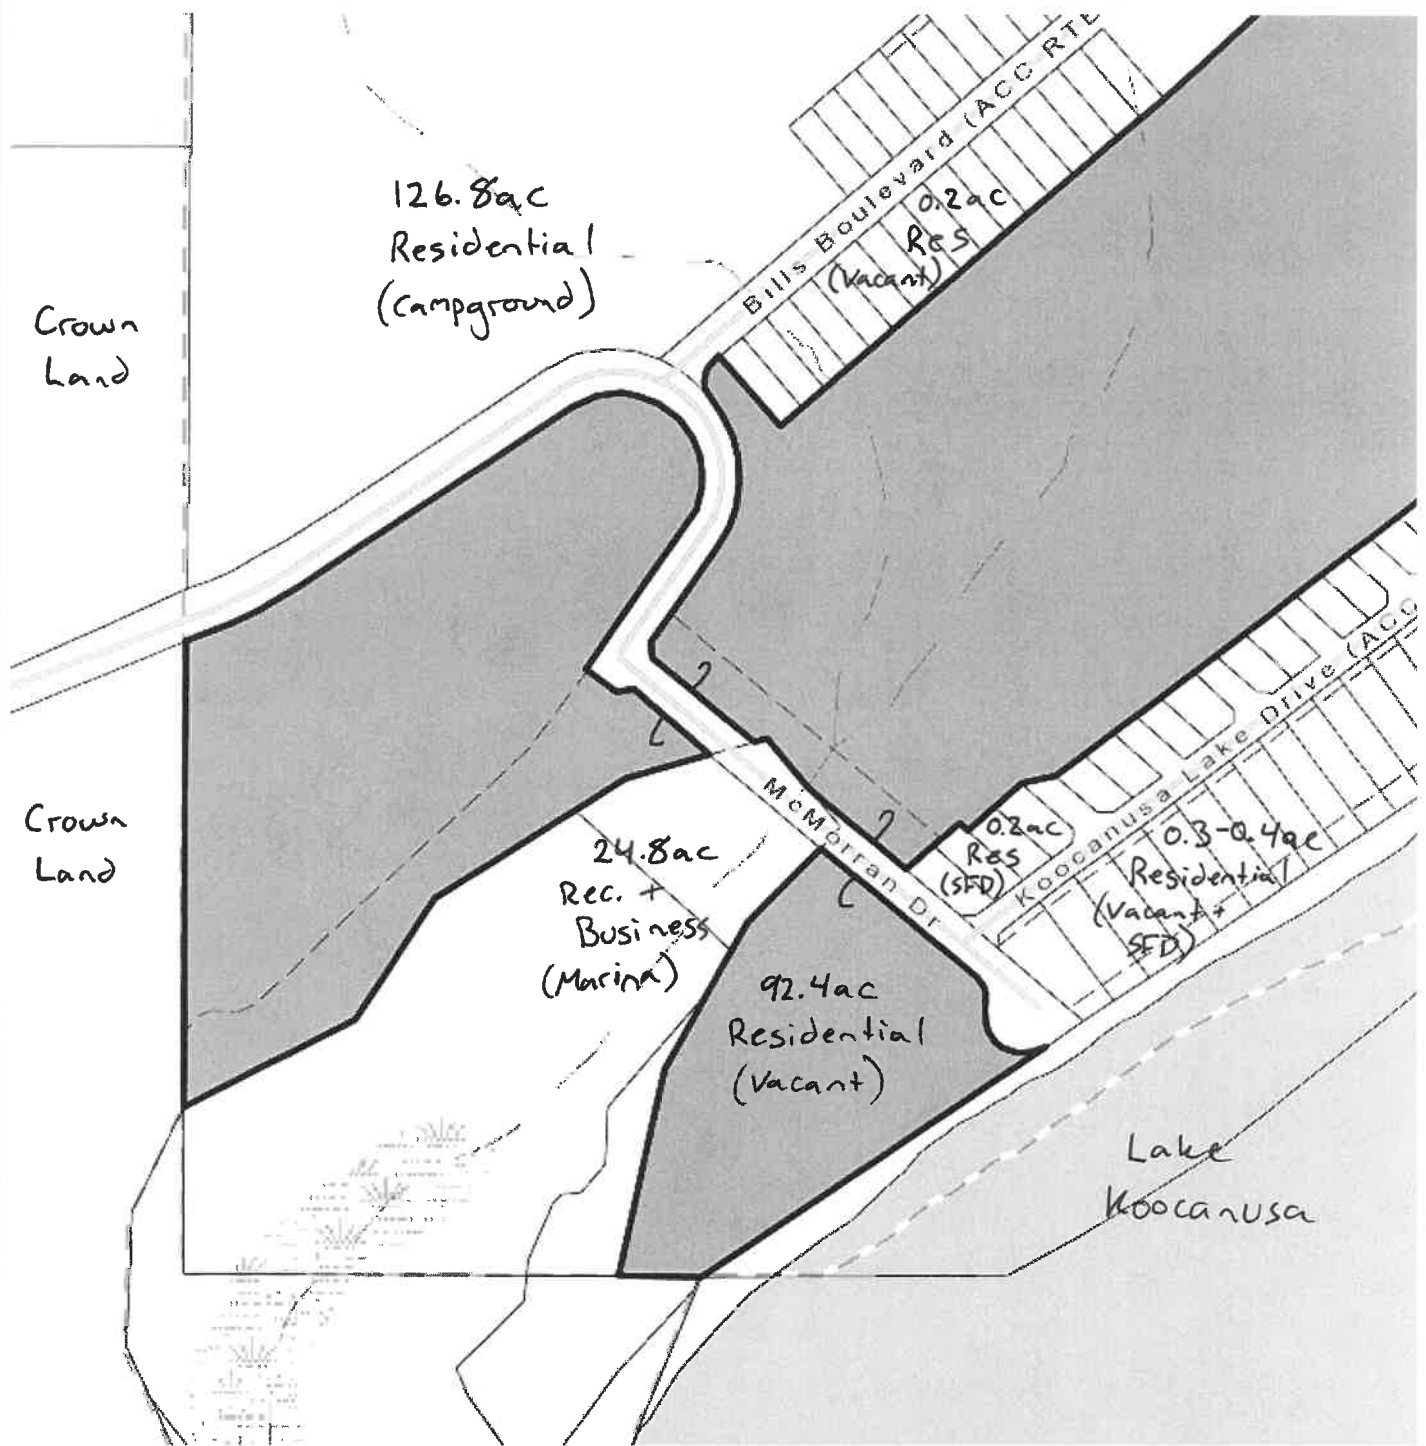 Bills Boulevard (ACC RTE
126.8ac
Residential
(Campground)
0.2ac
Res
(Vacant)
Crown
Land
Crown
Land
McMorran Dr
Koocanusa Lake Drive (ACC
24.8ac
Rec. +
Business
(Marina)
0.2ac
Res
(SFD)
0.3-0.4ac
Residential
(Vacant +
SFD)
92.4ac
Residential
(Vacant)
Lake
Koocanusa